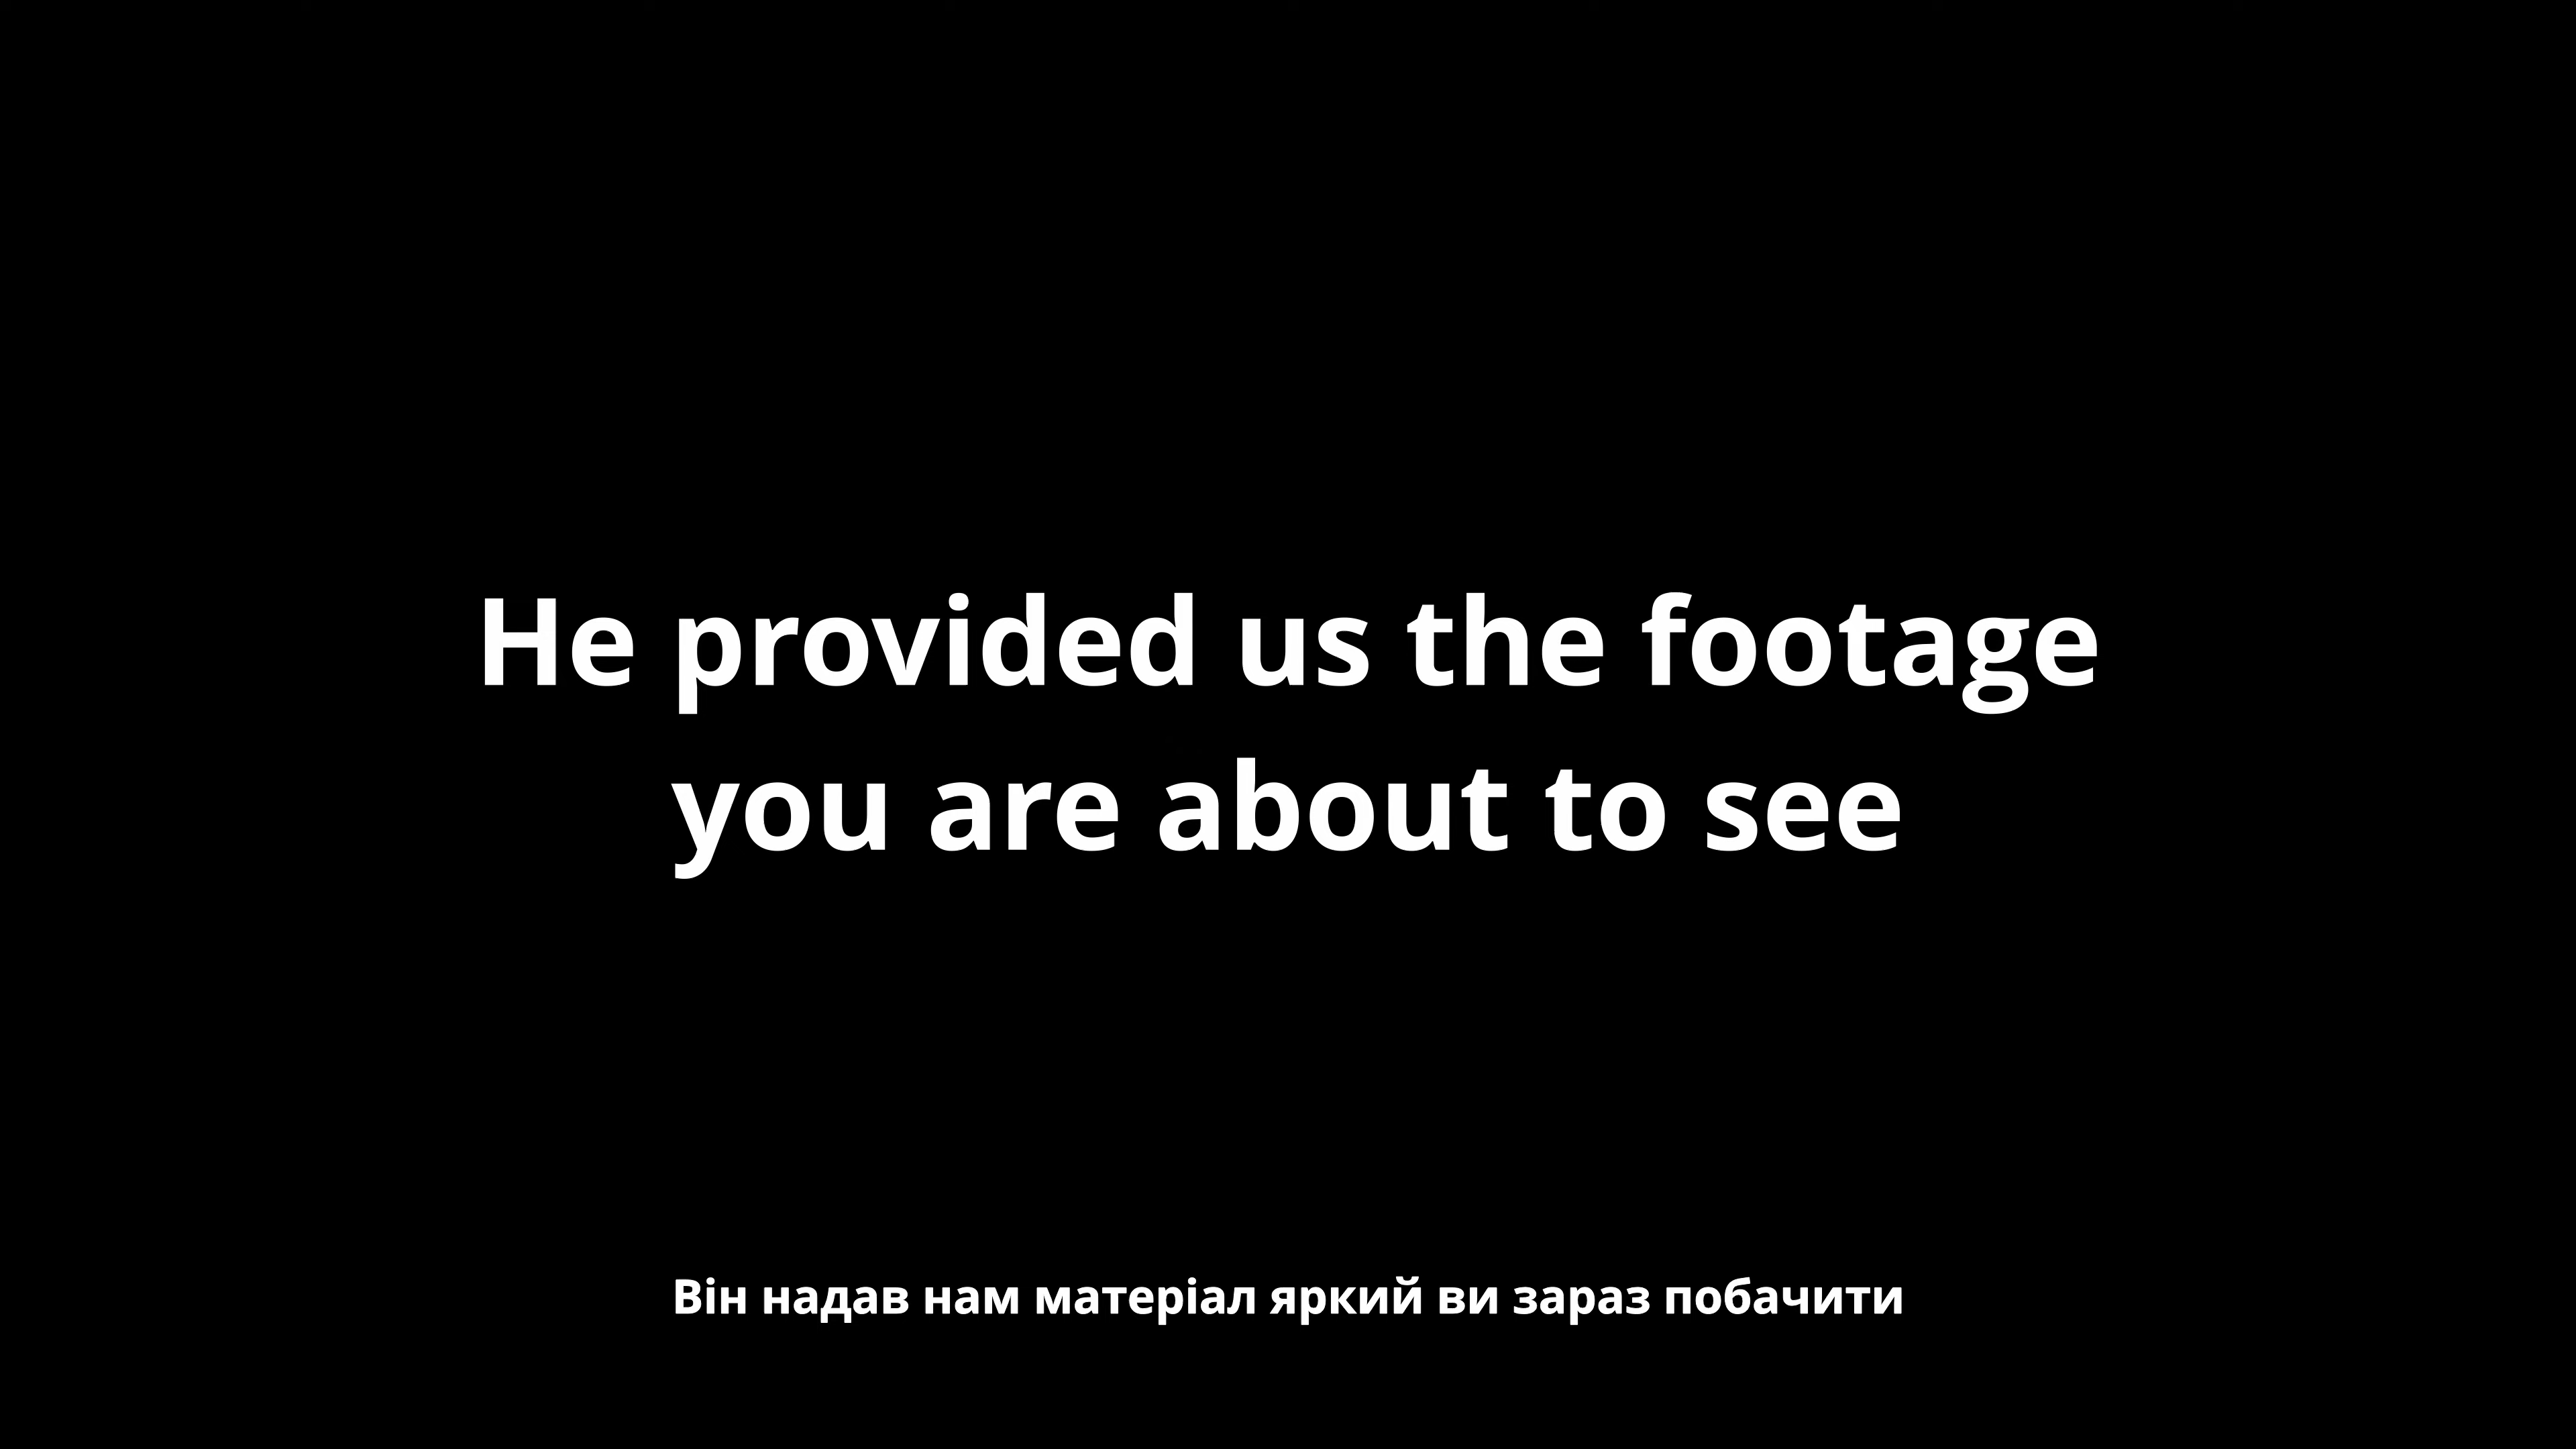 He provided us the footage
you are about to see
Він надав нам матеріал яркий ви зараз побачити